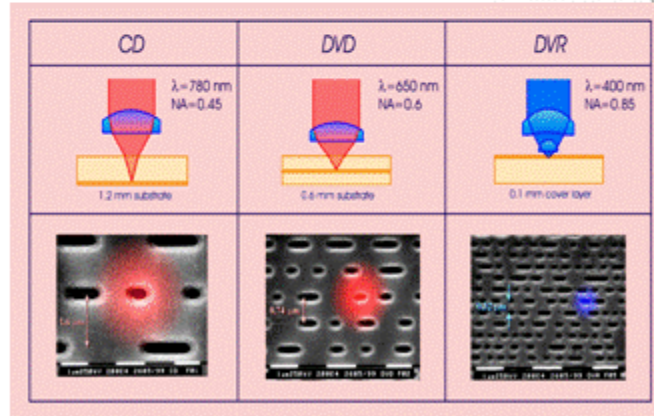 CD
DVD
DVR
λ=780 nm
NA=0.45
λ=650 nm
NA=0.6
λ=400 nm
NA=0.85
1.2 mm substrate
0.6 mm substrate
0.1 mm cover layer